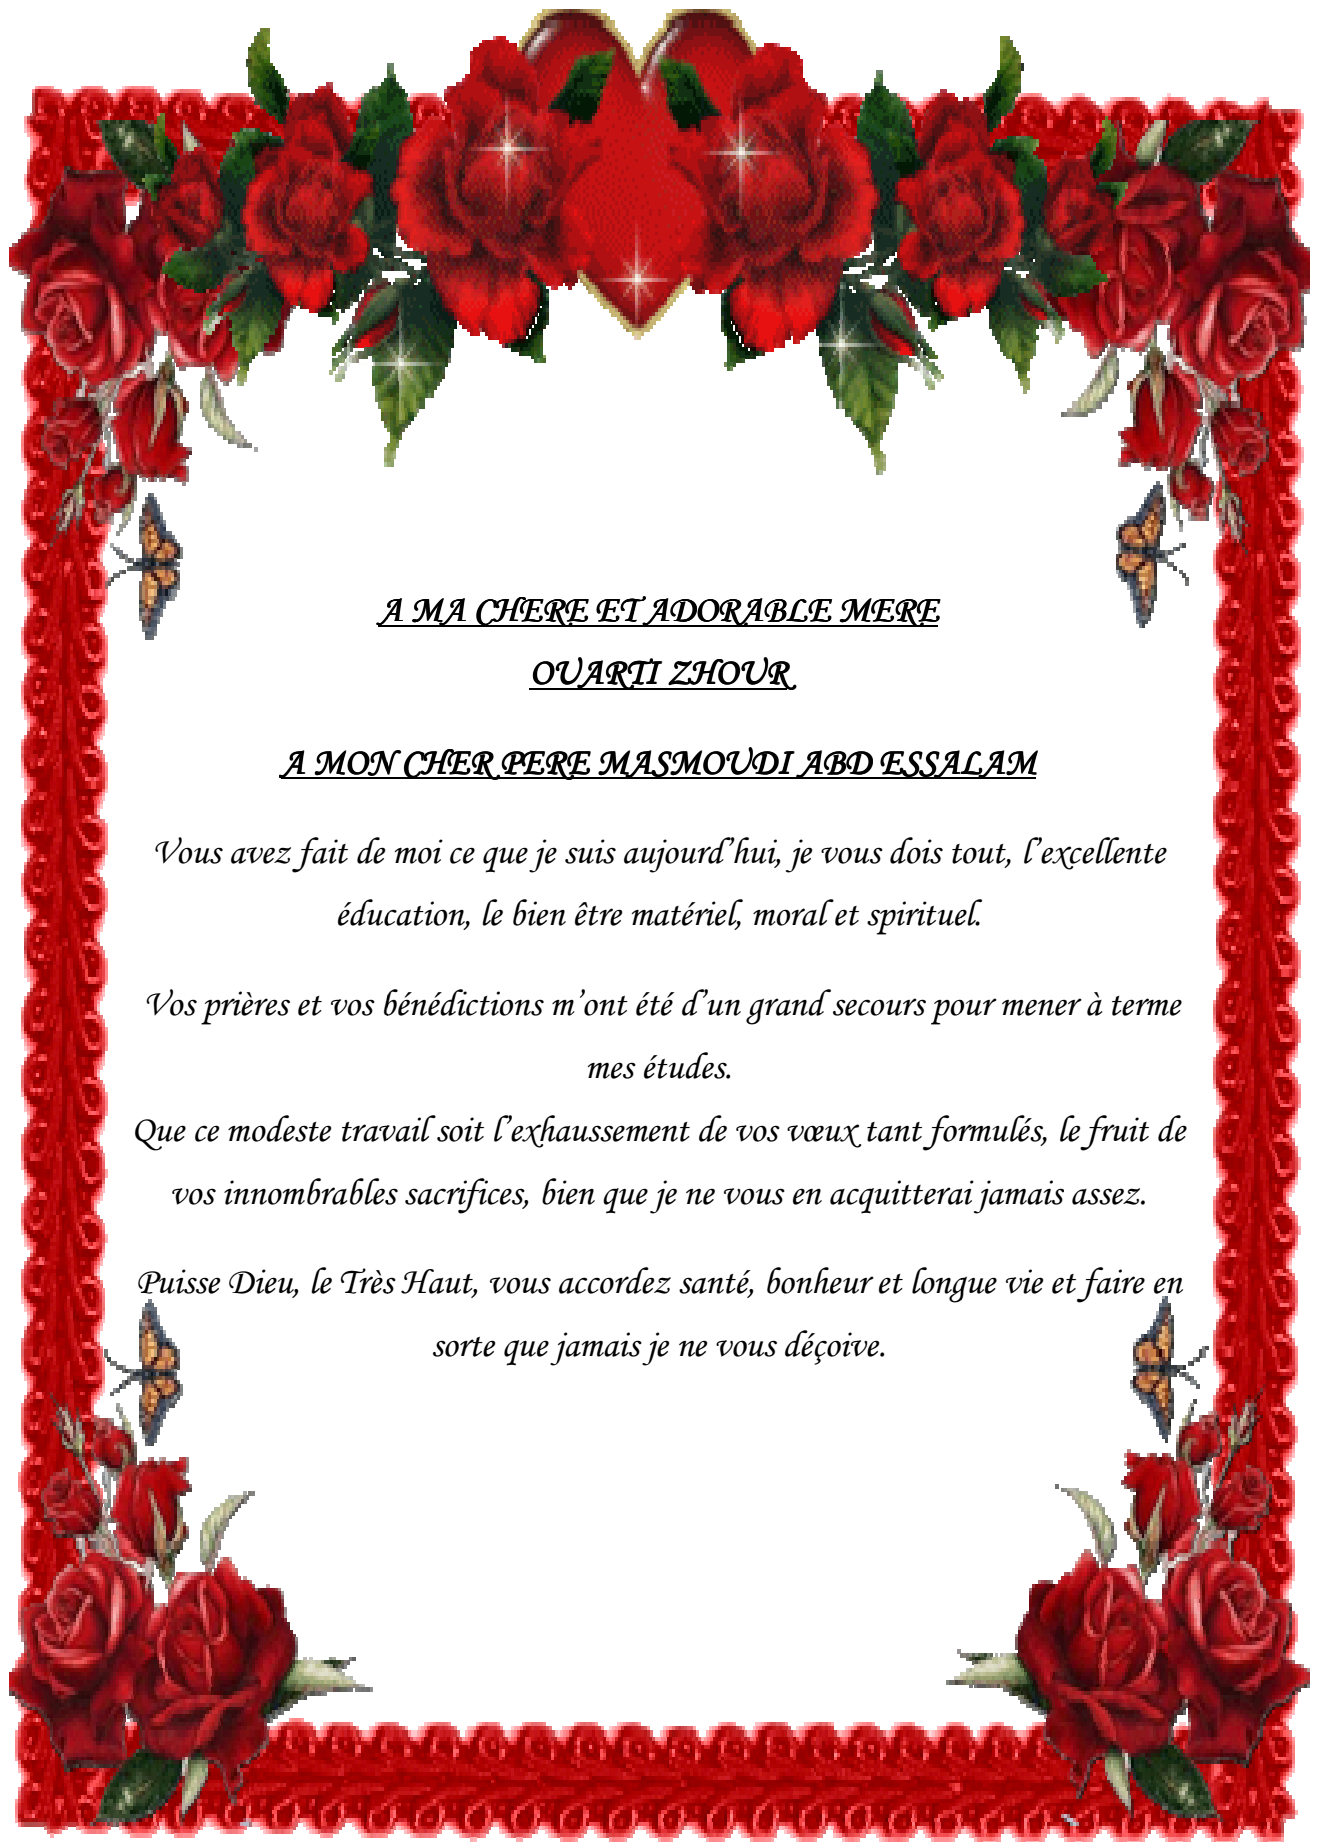 A MA CHERE ET ADORABLE MERE
OUARTI ZHOUR
A MON CHER PERE MASMOUDI ABD ESSALAM
Vous avez fait de moi ce que je suis aujourd’hui, je vous dois tout, l’excellente
éducation, le bien être matériel, moral et spirituel.
Vos prières et vos bénédictions m’ont été d’un grand secours pour mener à terme
mes études.
Que ce modeste travail soit l’exhaussement de vos vœux tant formulés, le fruit de
vos innombrables sacrifices, bien que je ne vous en acquitterai jamais assez.
Puisse Dieu, le Très Haut, vous accordez santé, bonheur et longue vie et faire en
sorte que jamais je ne vous déçoive.